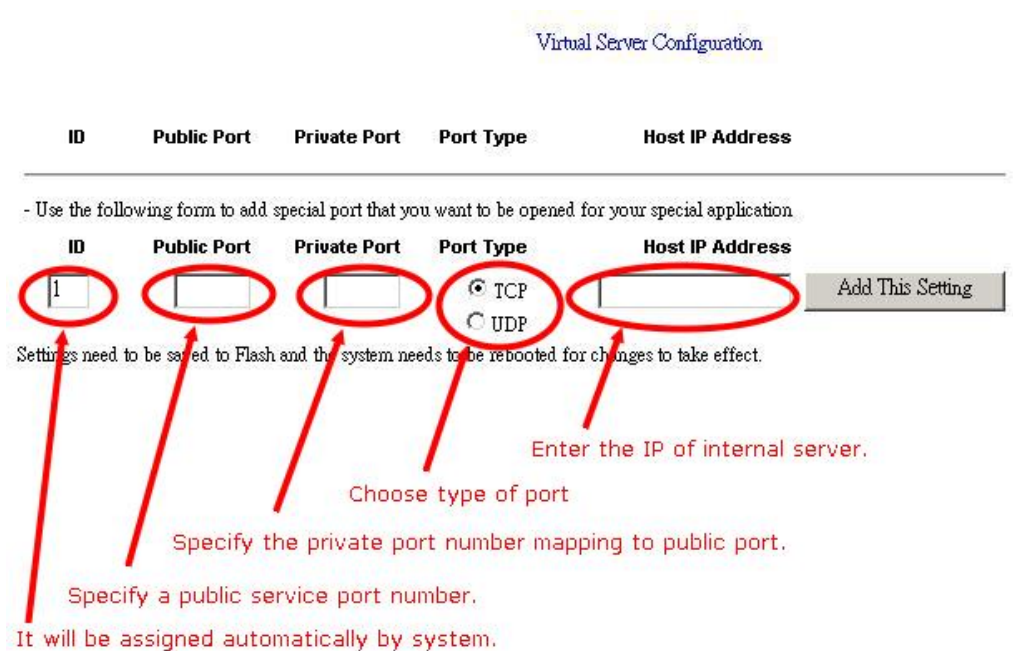 Virtual Server Configuration
ID Public Port Private Port Port Type Host IP Address
- Use the following form to add special port that you want to be opened for your special application
ID Public Port Private Port Port Type Host IP Address
1 TCP Add This Setting
UDP
Settings need to be saved to Flash and the system needs to be rebooted for changes to take effect.
Enter the IP of internal server.
Choose type of port
Specify the private port number mapping to public port.
Specify a public service port number.
It will be assigned automatically by system.